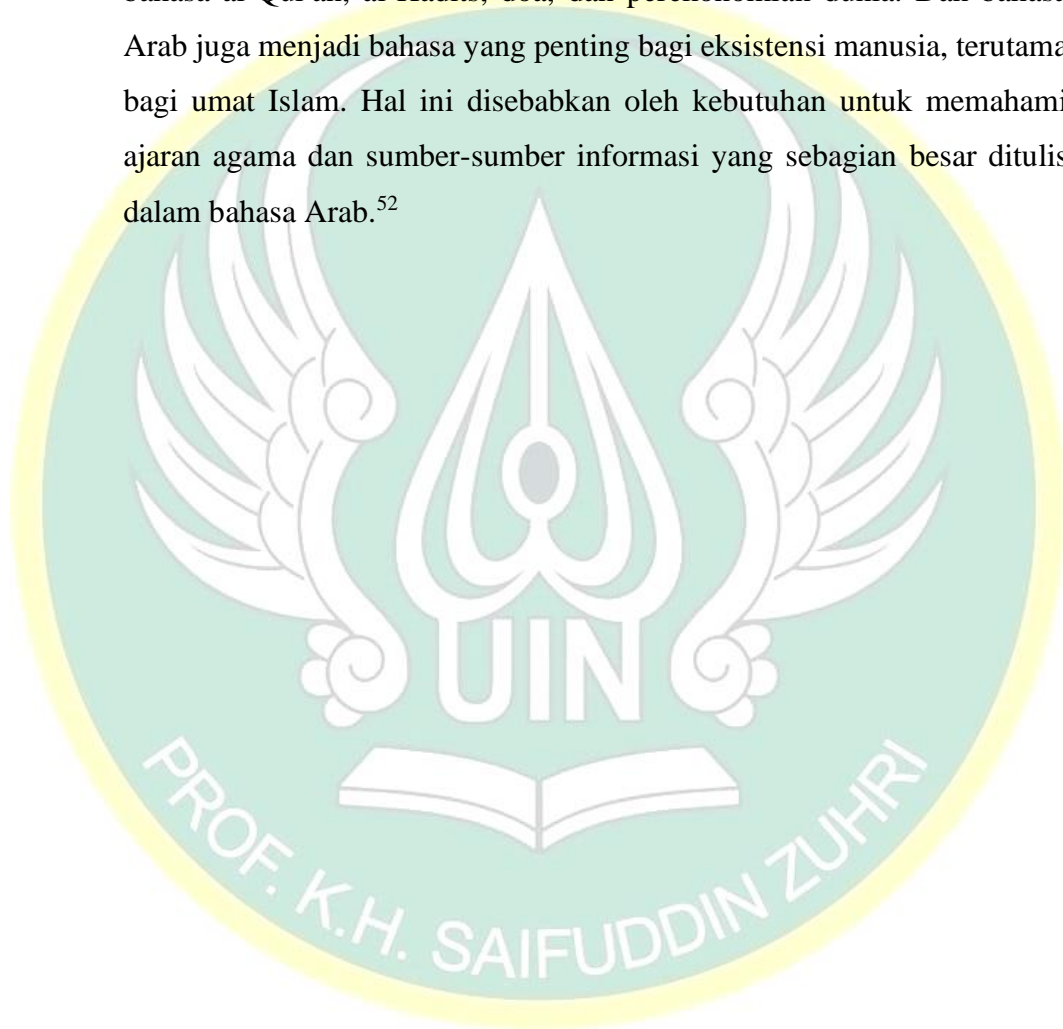 Arab juga menjadi bahasa yang penting bagi eksistensi manusia, terutama
bagi umat Islam. Hal ini disebabkan oleh kebutuhan untuk memahami
ajaran agama dan sumber-sumber informasi yang sebagian besar ditulis
dalam bahasa Arab.52
UIN
PROF. K.H. SAIFUDDIN ZUHRI